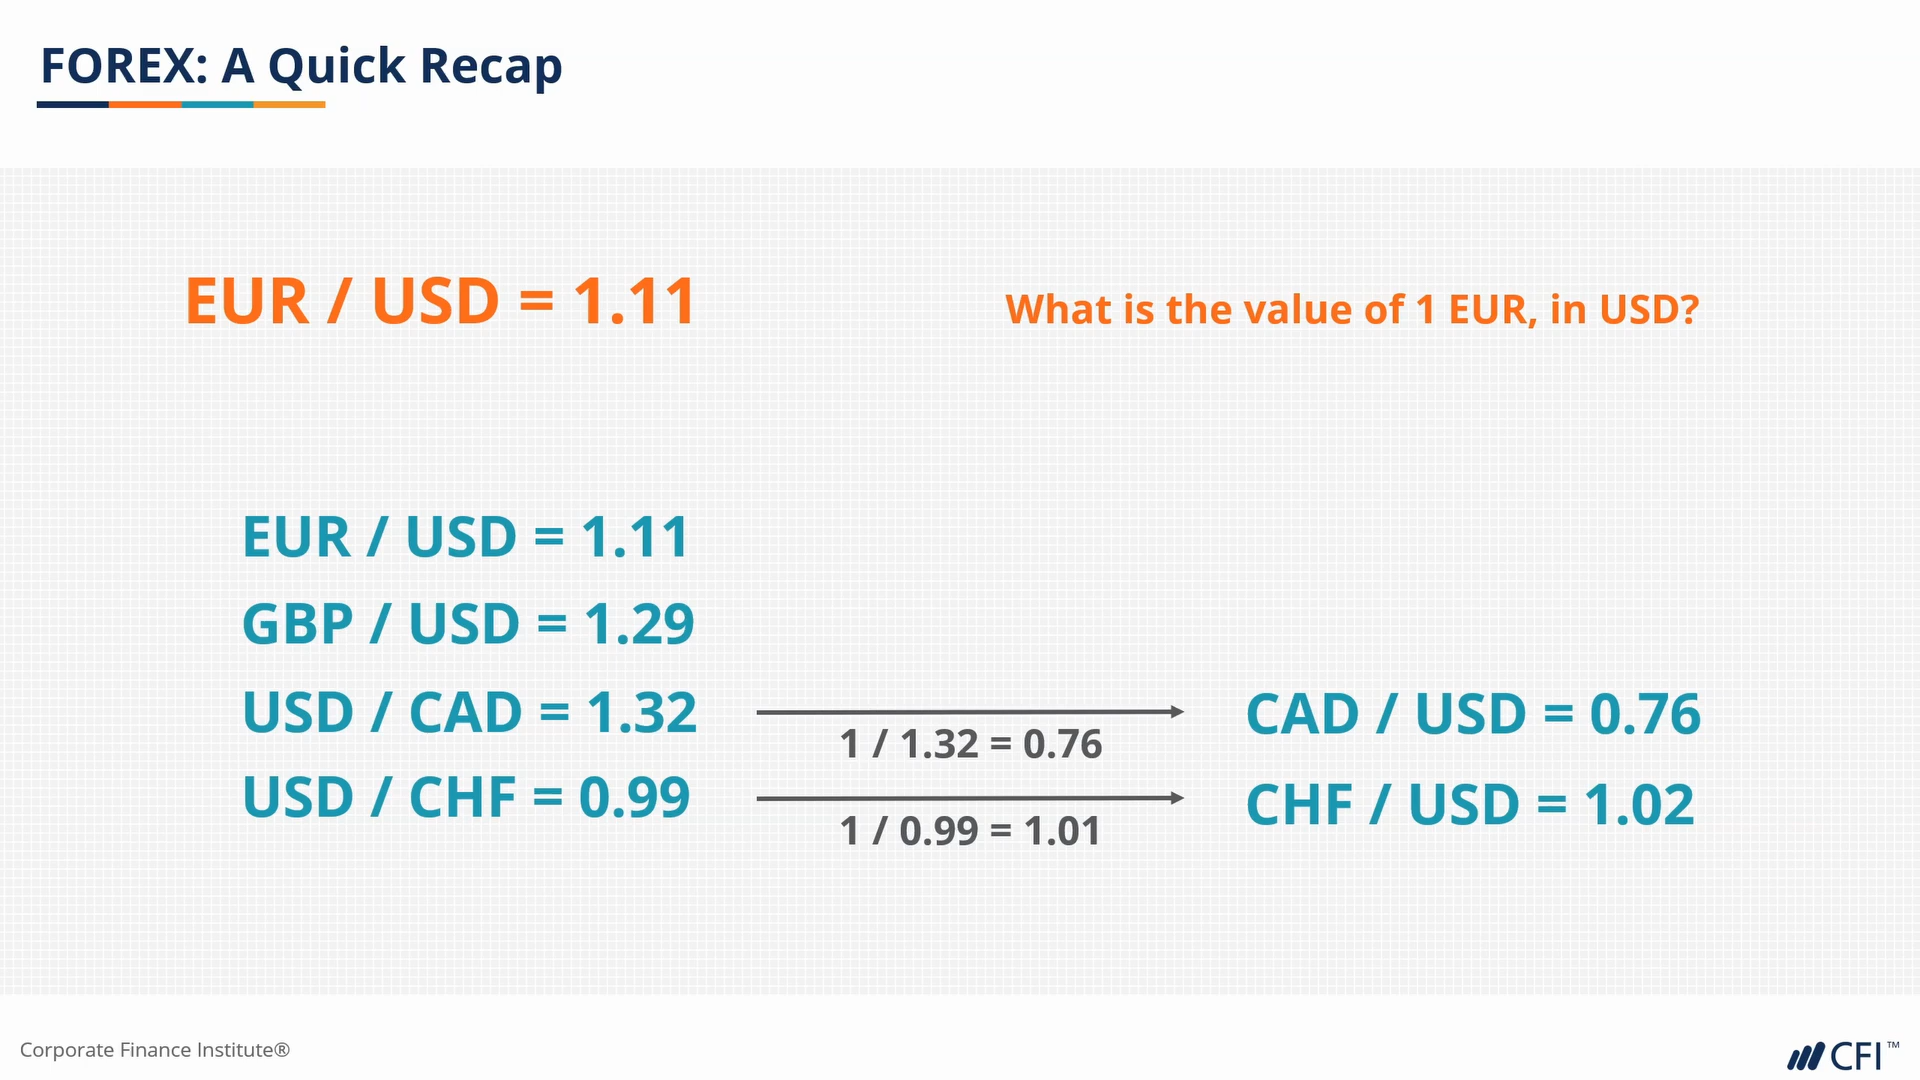 FOREX: A Quick Recap
EUR / USD = 1.11
What is the value of 1 EUR, in USD?
EUR / USD = 1.11
GBP / USD = 1.29
USD / CAD = 1.32
1 / 1.32 = 0.76
CAD / USD = 0.76
USD / CHF = 0.99
1 / 0.99 = 1.01
CHF / USD = 1.02
Corporate Finance Institute®
CFI™